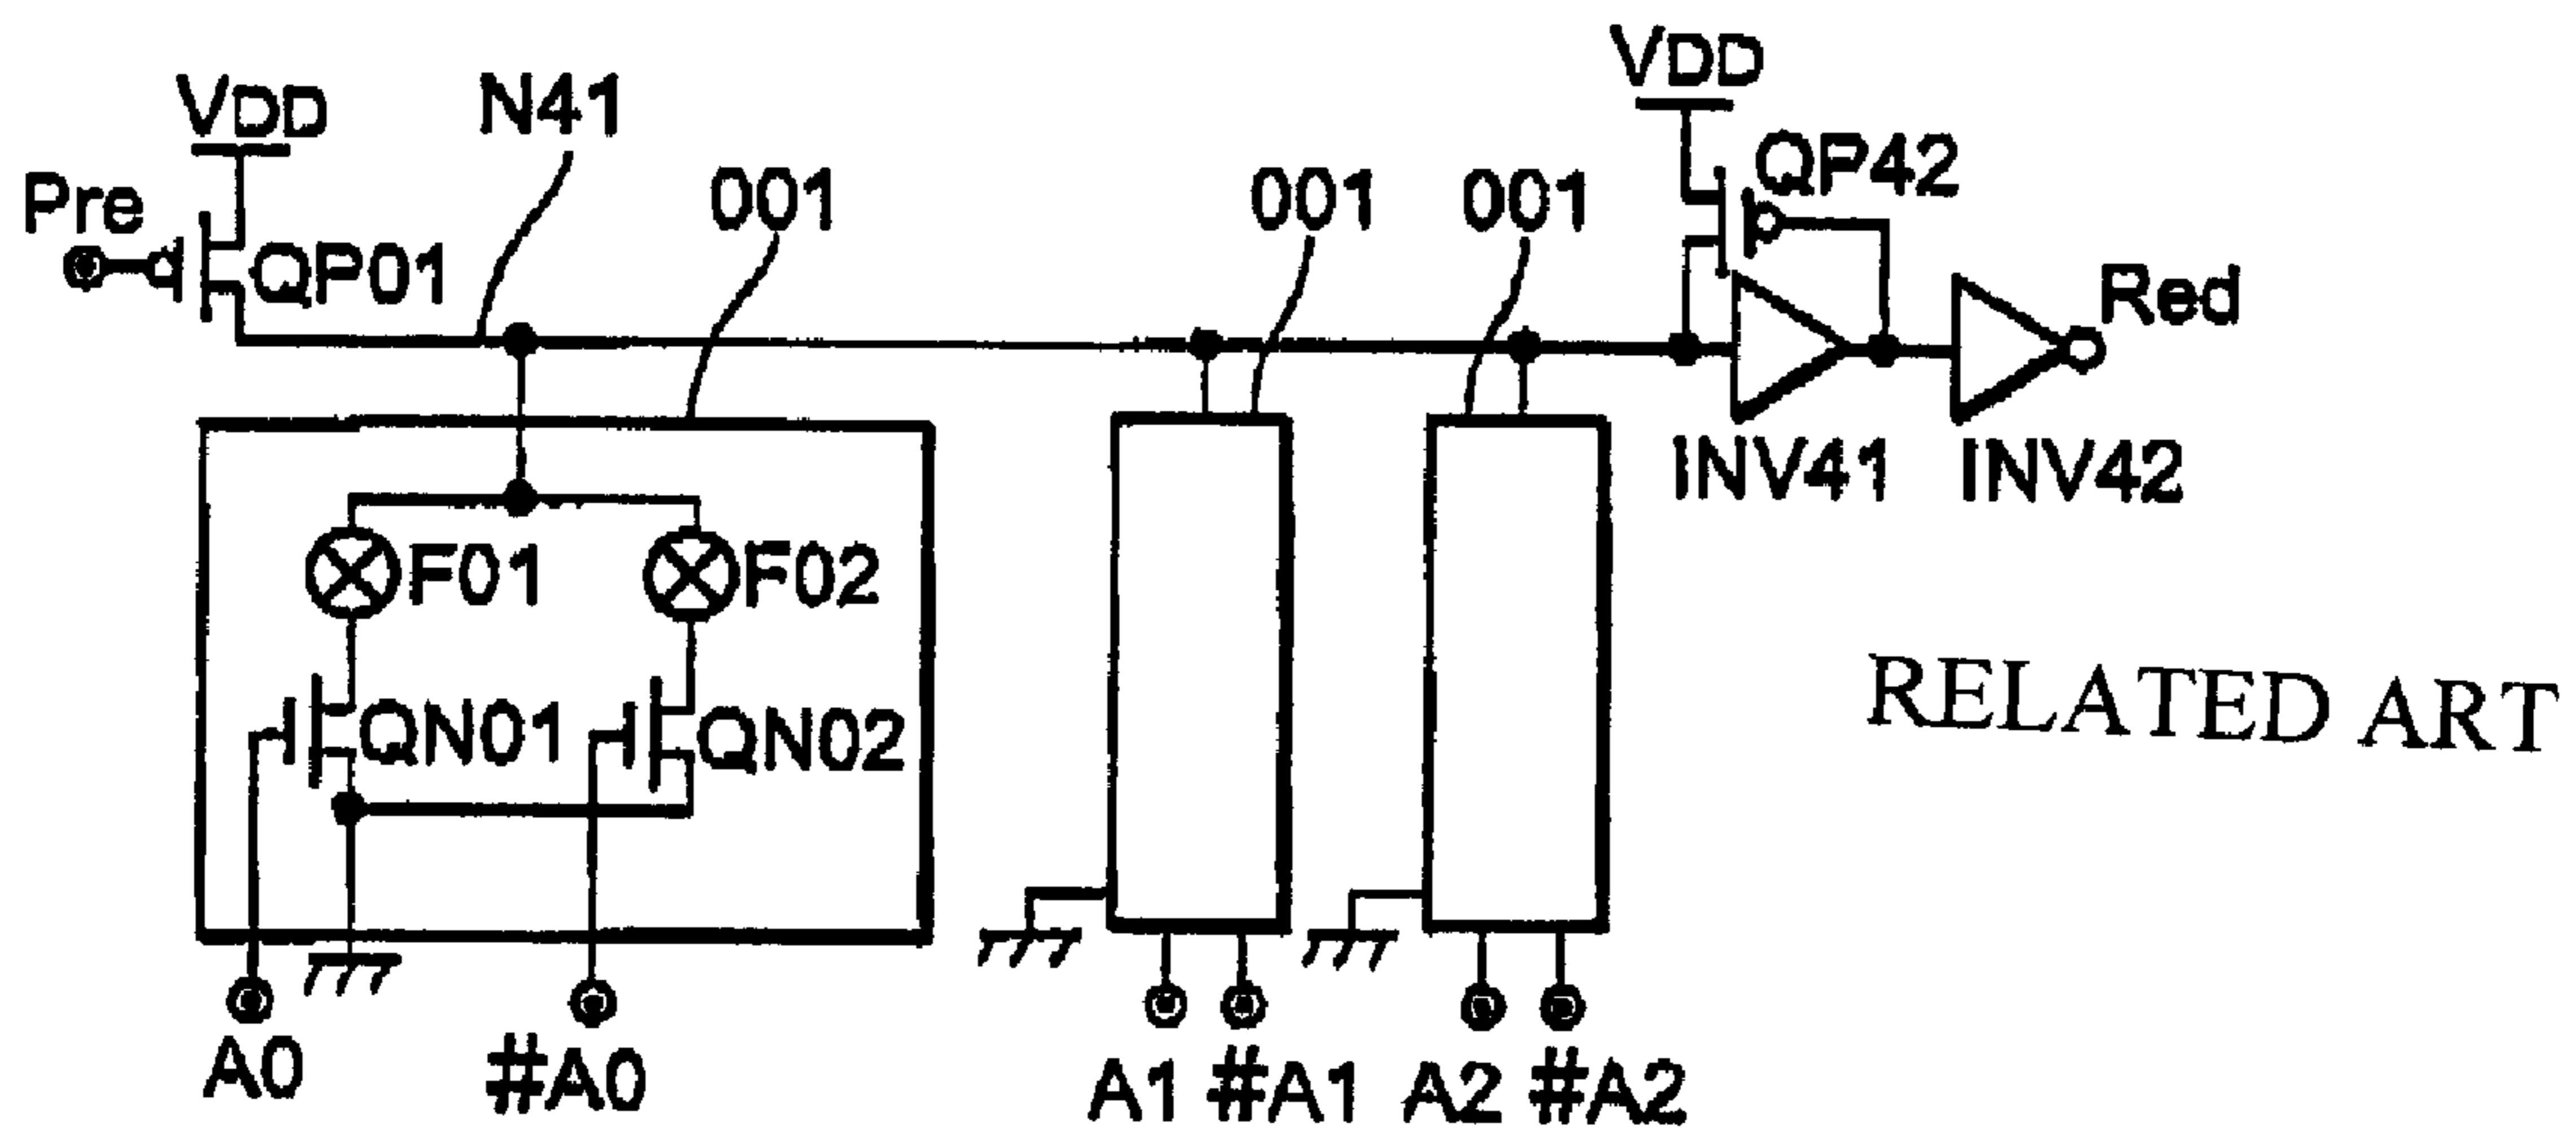 VDD
N41
VDD
Pre
QP01
001
001
001
QP42
Red
INV41
INV42
F01
F02
QN01
QN02
RELATED ART
A0
#A0
A1
#A1
A2
#A2